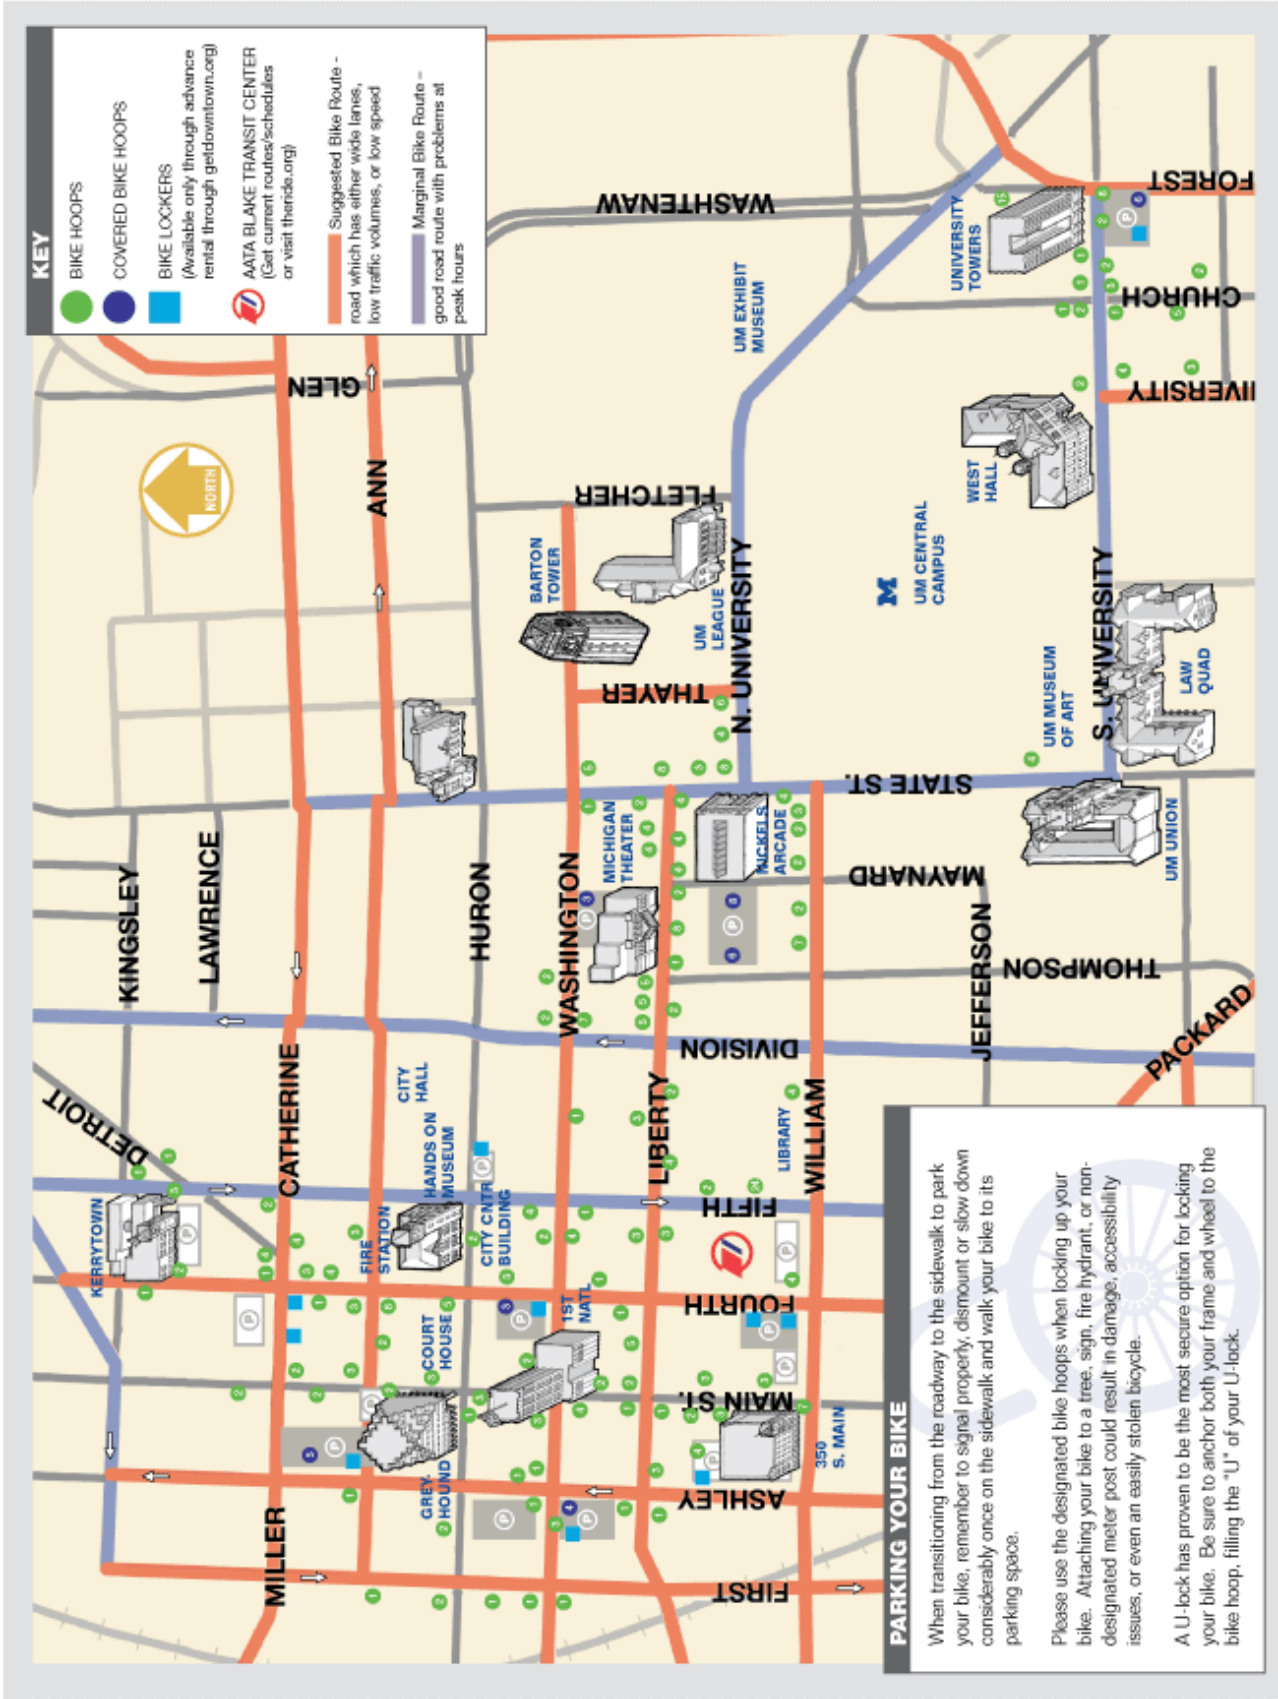 KEY
BIKE HOOPS
COVERED BIKE HOOPS
BIKE LOCKERS
(Available only through advance
rental through getdowntown.org)
AATA BLAKE TRANSIT CENTER
(Get current routes/schedules
or visit theride.org)
Suggested Bike Route -
road which has either wide lanes,
low traffic volumes, or low speed
Marginal Bike Route –
good road route with problems at
peak hours
NORTH
DETROIT
KINGSLEY
LAWRENCE
KERRYTOWN
CATHERINE
MILLER
GLEN
ANN
FIRE
STATION
CITY
HALL
HANDS ON
MUSEUM
COURT
HOUSE
GREY-
HOUND
HURON
CITY CNTR
BUILDING
1ST
NATL
WASHINGTON
BARTON
TOWER
FLETCHER
MICHIGAN
THEATER
THAYER
UM
LEAGUE
LIBERTY
WASHTENAW
N. UNIVERSITY
UM EXHIBIT
MUSEUM
NICKELS
ARCADE
DIVISION
FIFTH
FOURTH
MAIN ST.
ASHLEY
FIRST
LIBRARY
WILLIAM
350
S. MAIN
STATE ST.
MAYNARD
THOMPSON
JEFFERSON
PACKARD
M
UM CENTRAL
CAMPUS
UNIVERSITY
TOWERS
WEST
HALL
UM MUSEUM
OF ART
S. UNIVERSITY
UM UNION
LAW
QUAD
FOREST
CHURCH
IVERSITY
PARKING YOUR BIKE
When transitioning from the roadway to the sidewalk to park
your bike, remember to signal properly, dismount or slow down
considerably once on the sidewalk and walk your bike to its
parking space.
Please use the designated bike hoops when locking up your
bike. Attaching your bike to a tree, sign, fire hydrant, or non-
designated meter post could result in damage, accessibility
issues, or even an easily stolen bicycle.
A U-lock has proven to be the most secure option for locking
your bike. Be sure to anchor both your frame and wheel to the
bike hoop, filling the "U" of your U-lock.